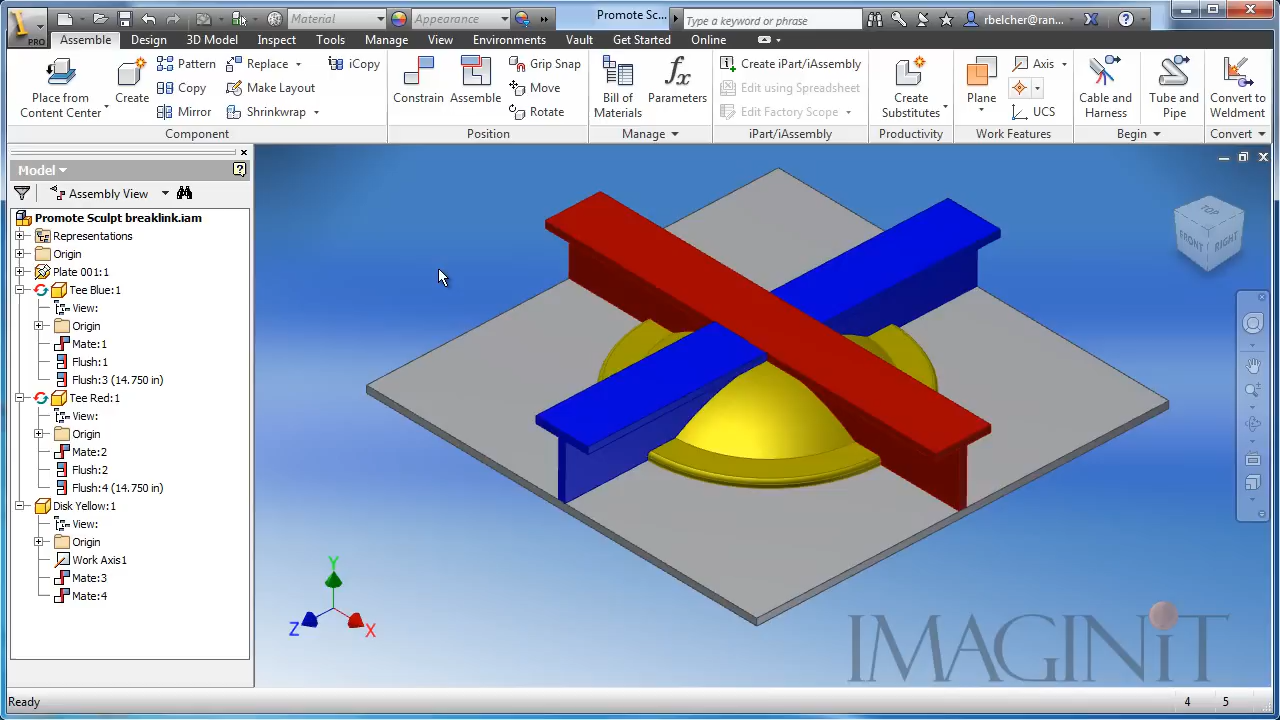 PRO
Material
Appearance
Promote Sc...
Type a keyword or phrase
rbelcher@ran...
Assemble
Design
3D Model
Inspect
Tools
Manage
View
Environments
Vault
Get Started
Online
Place from
Content Center
Create
Pattern
Copy
Mirror
Replace
Make Layout
Shrinkwrap
iCopy
Component
Constrain
Assemble
Grip Snap
Move
Rotate
Position
Bill of
Materials
fx
Parameters
Manage
Create iPart/iAssembly
Edit using Spreadsheet
Edit Factory Scope
iPart/iAssembly
Create
Substitutes
Productivity
Plane
Axis
UCS
Work Features
Cable and
Harness
Tube and
Pipe
Begin
Convert to
Weldment
Convert
Model
Assembly View
Promote Sculpt breaklink.iam
Representations
Origin
Plate 001:1
Tee Blue:1
View:
Origin
Mate:1
Flush:1
Flush:3 (14.750 in)
Tee Red:1
View:
Origin
Mate:2
Flush:2
Flush:4 (14.750 in)
Disk Yellow:1
View:
Origin
Work Axis1
Mate:3
Mate:4
TOP
FRONT
RIGHT
Y
Z
X
IMAGINiT
Ready
4
5